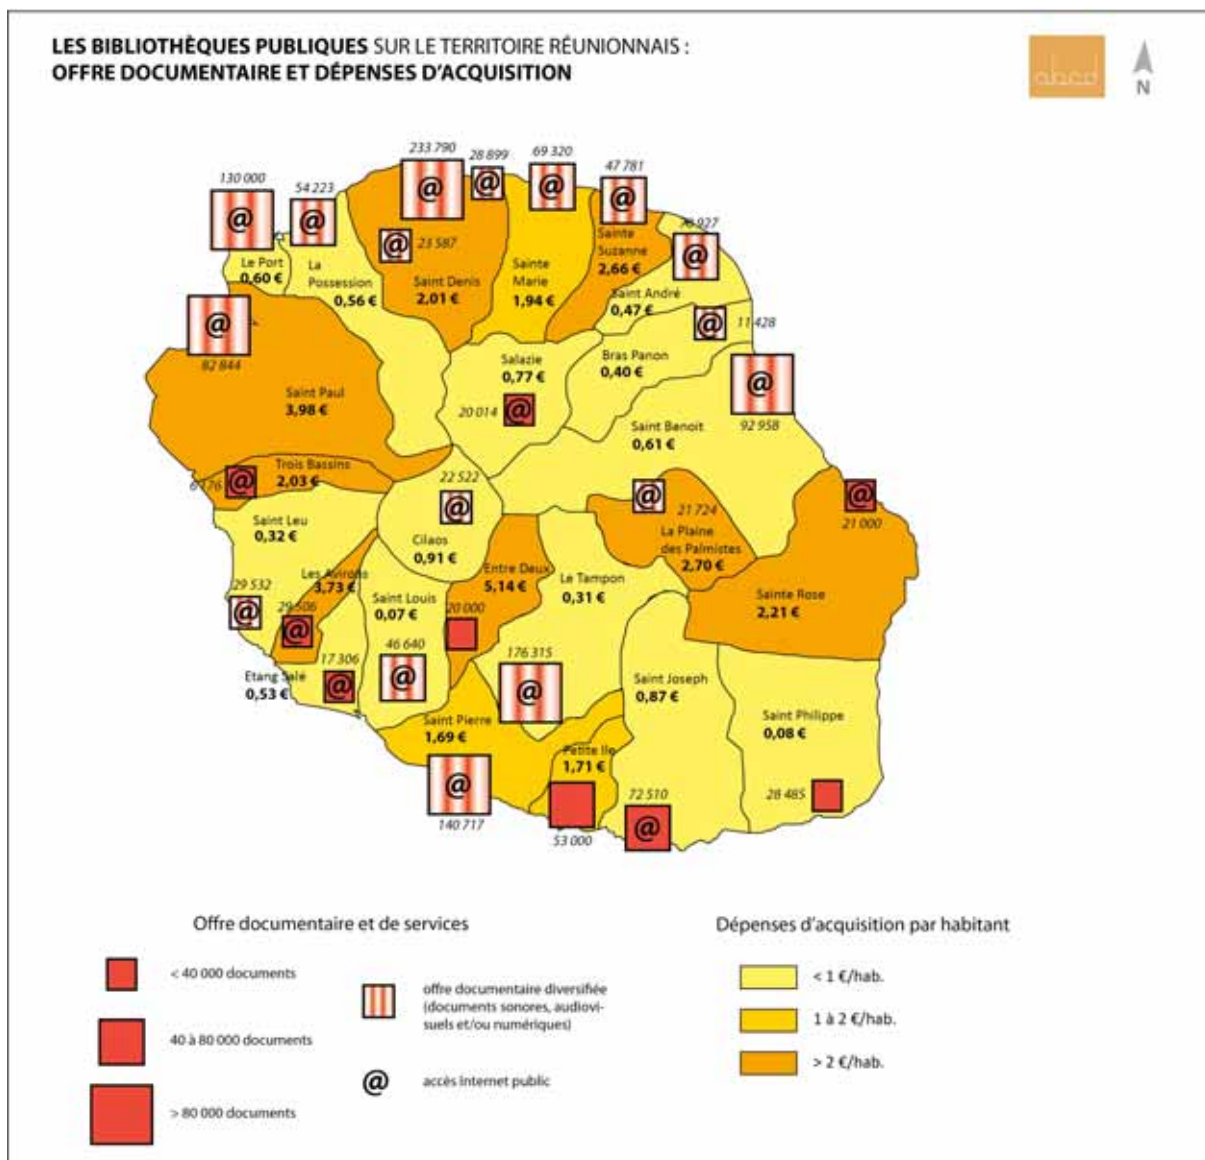 LES BIBLIOTHÈQUES PUBLIQUES SUR LE TERRITOIRE RÉUNIONNAIS :
OFFRE DOCUMENTAIRE ET DÉPENSES D'ACQUISITION
abcd
N
233 790
28 899
69 320
47 781
130 000
54 223
76 927
@
@
@
@
@
@
@
@
23 587
Le Port
0,60 €
La
Possession
0,56 €
Saint Denis
2,01 €
Sainte
Marie
1,94 €
Sainte
Suzanne
2,66 €
Saint André
0,47 €
@
82 844
@
11 428
Salazie
0,77 €
20 014
@
Bras Panon
0,40 €
@
92 958
Saint Paul
3,98 €
Saint Benoit
0,61 €
Trois Bassins
2,03 €
6 176
@
22 522
@
@
21 724
@
21 000
Saint Leu
0,32 €
Cilaos
0,91 €
La Plaine
des Palmistes
2,70 €
Entre Deux
5,14 €
Le Tampon
0,31 €
Sainte Rose
2,21 €
Les Avirons
3,73 €
29 532
@
29 506
@
Saint Louis
0,07 €
20 000
46 640
@
17 306
@
176 315
@
Etang Salé
0,53 €
Saint Joseph
0,87 €
Saint Philippe
0,08 €
Saint Pierre
1,69 €
Petite Ile
1,71 €
@
140 717
53 000
72 510
@
28 485
Offre documentaire et de services
< 40 000 documents
40 à 80 000 documents
> 80 000 documents
offre documentaire diversifiée
(documents sonores, audiovi-
suels et/ou numériques)
@
accès Internet public
Dépenses d'acquisition par habitant
< 1 €/hab.
1 à 2 €/hab.
> 2 €/hab.